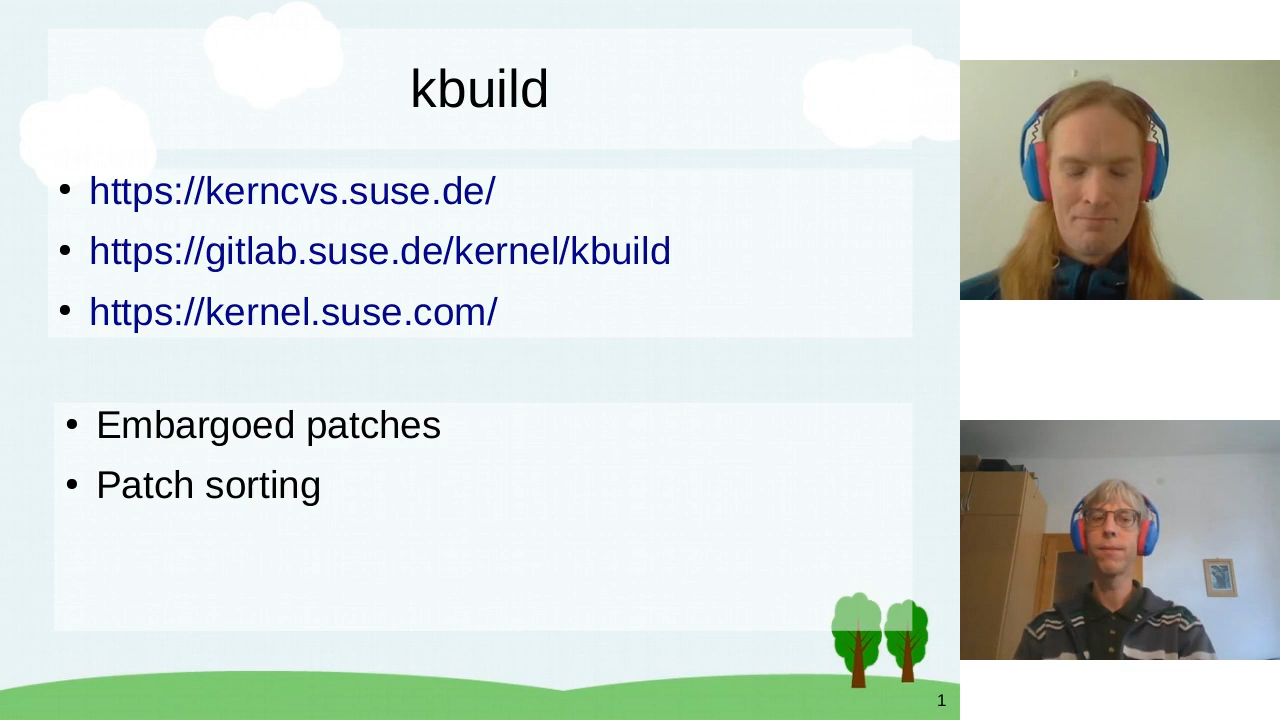 kbuild
https://kerncvs.suse.de/
https://gitlab.suse.de/kernel/kbuild
https://kernel.suse.com/
Embargoed patches
Patch sorting
1